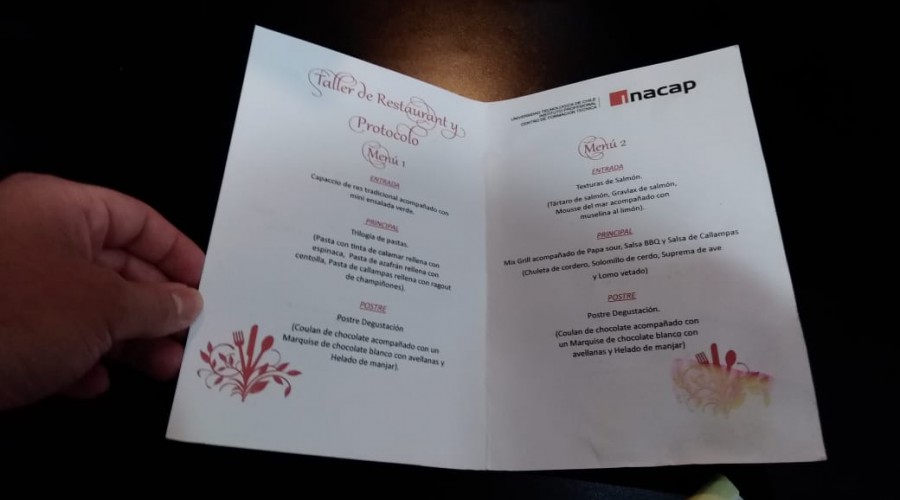 Taller de Restaurant y
Protocolo
Menú 1
ENTRADA
Capaccio de res tradicional acompañado con
mini ensalada verde.
PRINCIPAL
Trilogía de pastas.
(Pasta con tinta de calamar rellena con
espinaca, Pasta de azafrán rellena con
centolla, Pasta de callampas rellena con ragout
de champiñones).
POSTRE
Postre Degustación
(Coulan de chocolate acompañado con un
Marquise de chocolate blanco con avellanas y
Helado de manjar).
UNIVERSIDAD TECNOLÓGICA DE CHILE
INSTITUTO PROFESIONAL
CENTRO DE FORMACIÓN TÉCNICA
inacap
Menú 2
ENTRADA
Texturas de Salmón.
(Tártaro de salmón, Gravlas de salmón,
Mousse del mar acompañado con
muselina al limón).
PRINCIPAL
Mix Grill acompañado de Papa sour, Salsa BBQ y Salsa de Callampas
(Chuleta de cordero, Solomillo de cerdo, Suprema de ave
y Lomo vetado)
POSTRE
Postre Degustación.
(Coulan de chocolate acompañado con
un Marquise de chocolate blanco con
avellanas y Helado de manjar)